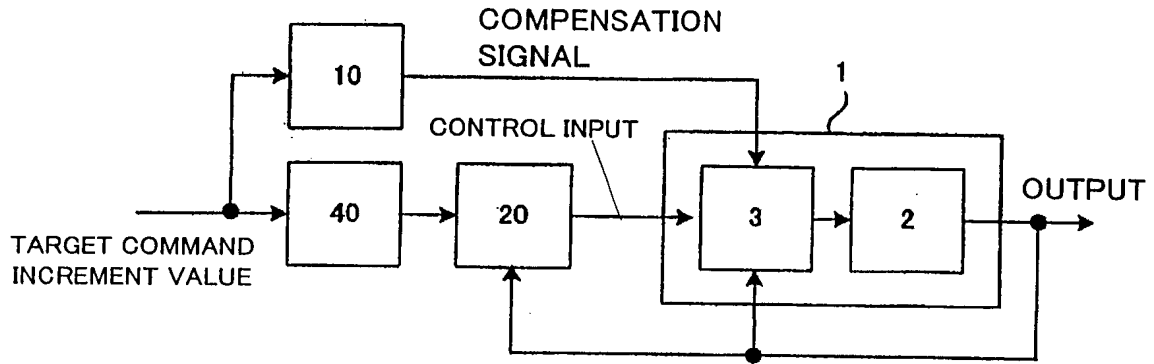 COMPENSATION
SIGNAL
1
10
CONTROL INPUT
40
20
3
2
OUTPUT
TARGET COMMAND
INCREMENT VALUE